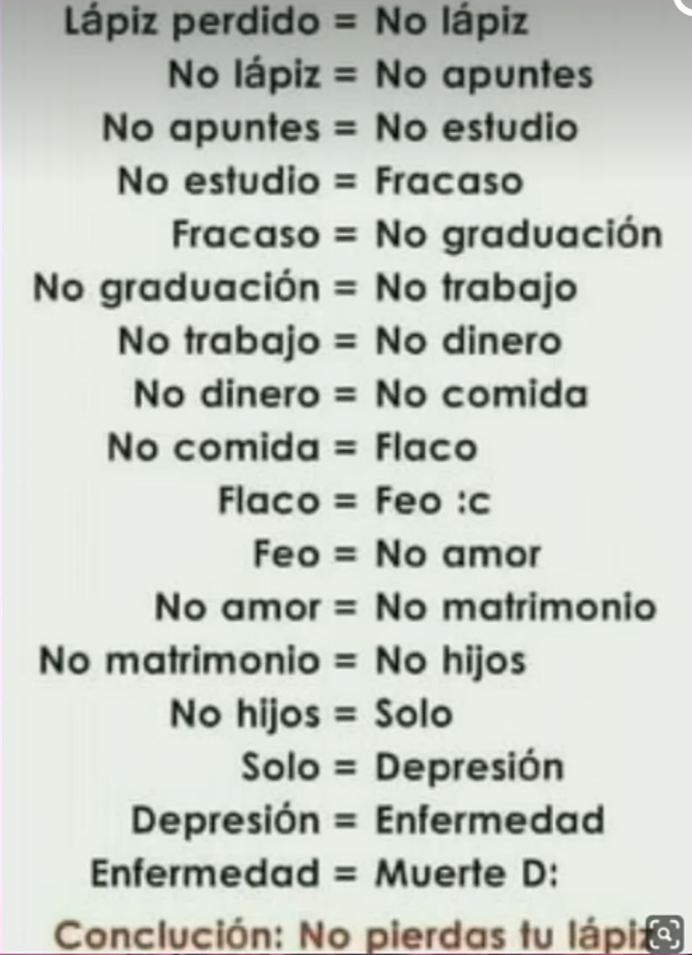 Lápiz perdido = No lápiz
No lápiz = No apuntes
No apuntes = No estudio
No estudio = Fracaso
Fracaso = No graduación
No graduación = No trabajo
No trabajo = No dinero
No dinero = No comida
No comida = Flaco
Flaco = Feo :c
Feo = No amor
No amor = No matrimonio
No matrimonio = No hijos
No hijos = Solo
Solo = Depresión
Depresión = Enfermedad
Enfermedad = Muerte D:
Conclución: No pierdas tu lápiz